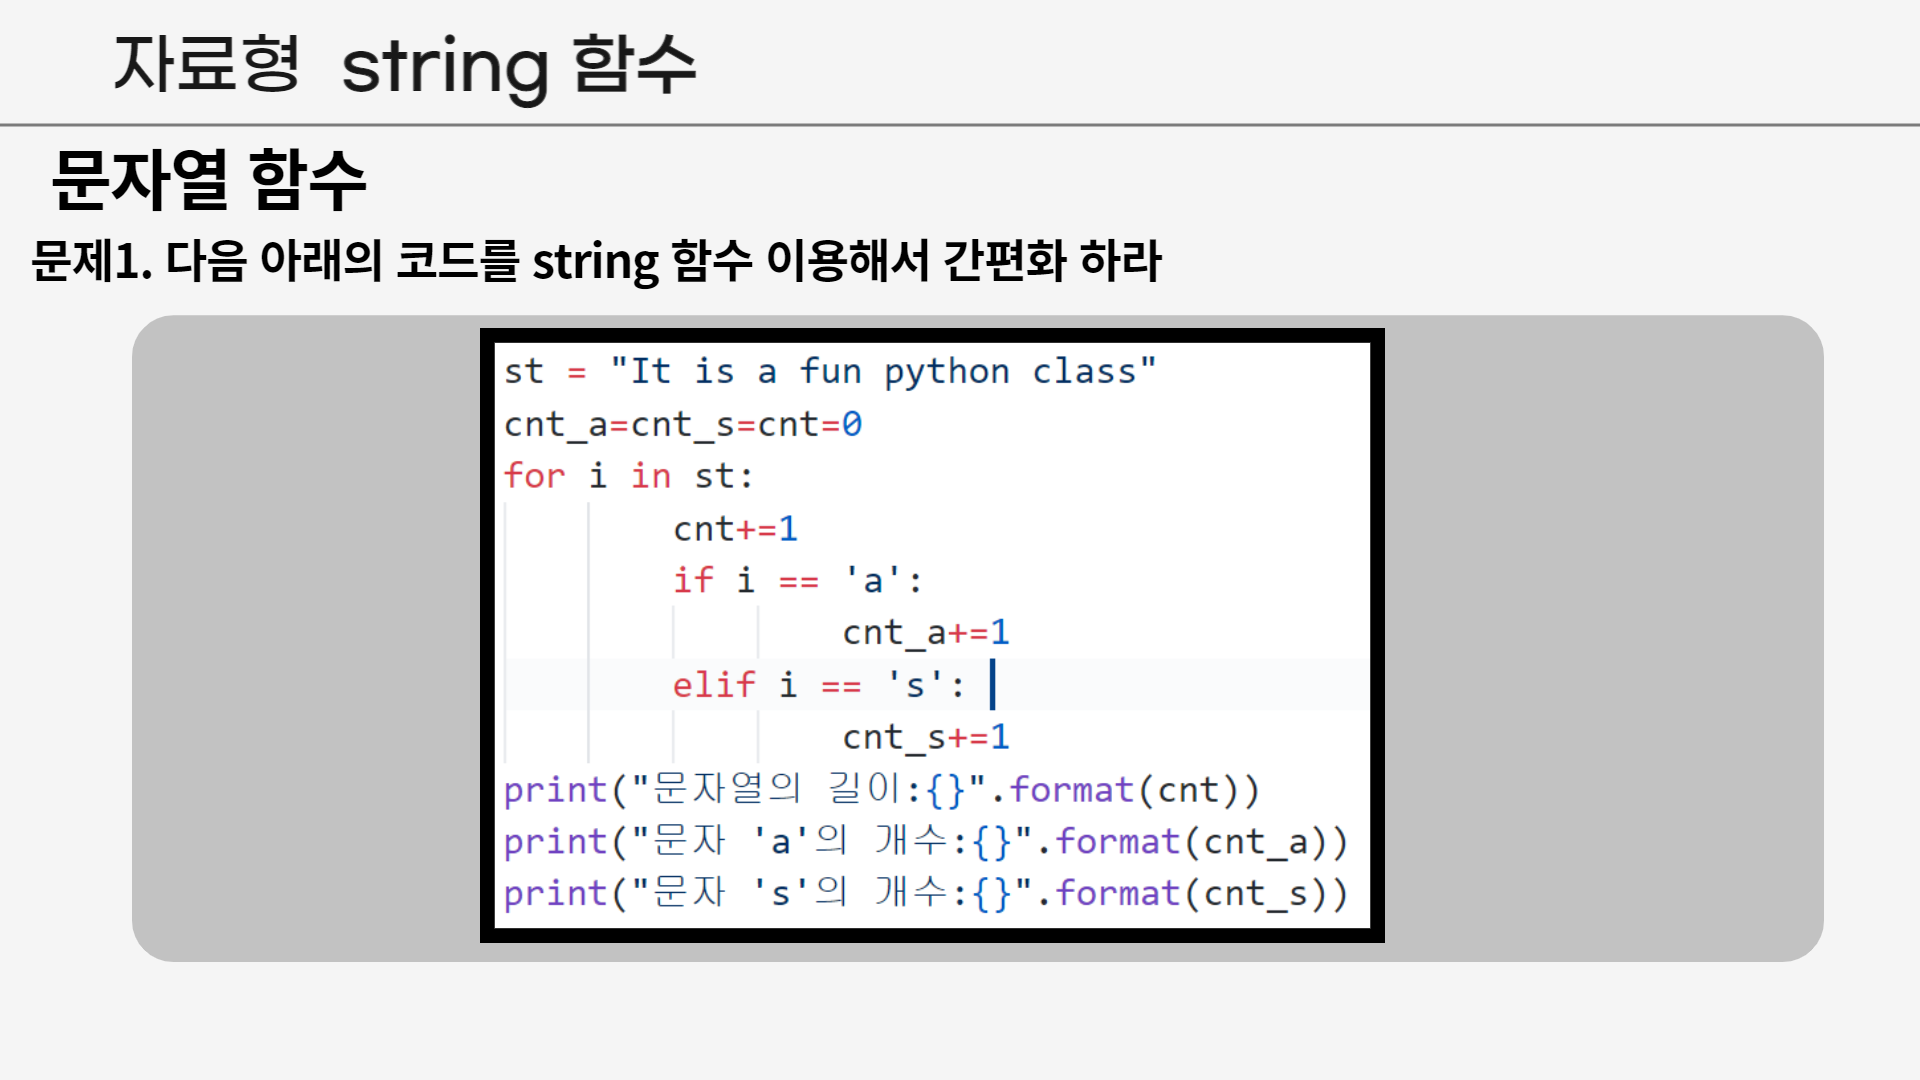 자료형 string 함수
문자열 함수
문제1. 다음 아래의 코드를 string 함수 이용해서 간편화 하라
st = "It is a fun python class"
cnt_a=cnt_s=cnt=0
for i in st:
cnt+=1
if i == 'a':
cnt_a+=1
elif i == 's':
cnt_s+=1
print("문자열의 길이:{}".format(cnt))
print("문자 'a'의 개수:{}".format(cnt_a))
print("문자 's'의 개수:{}".format(cnt_s))